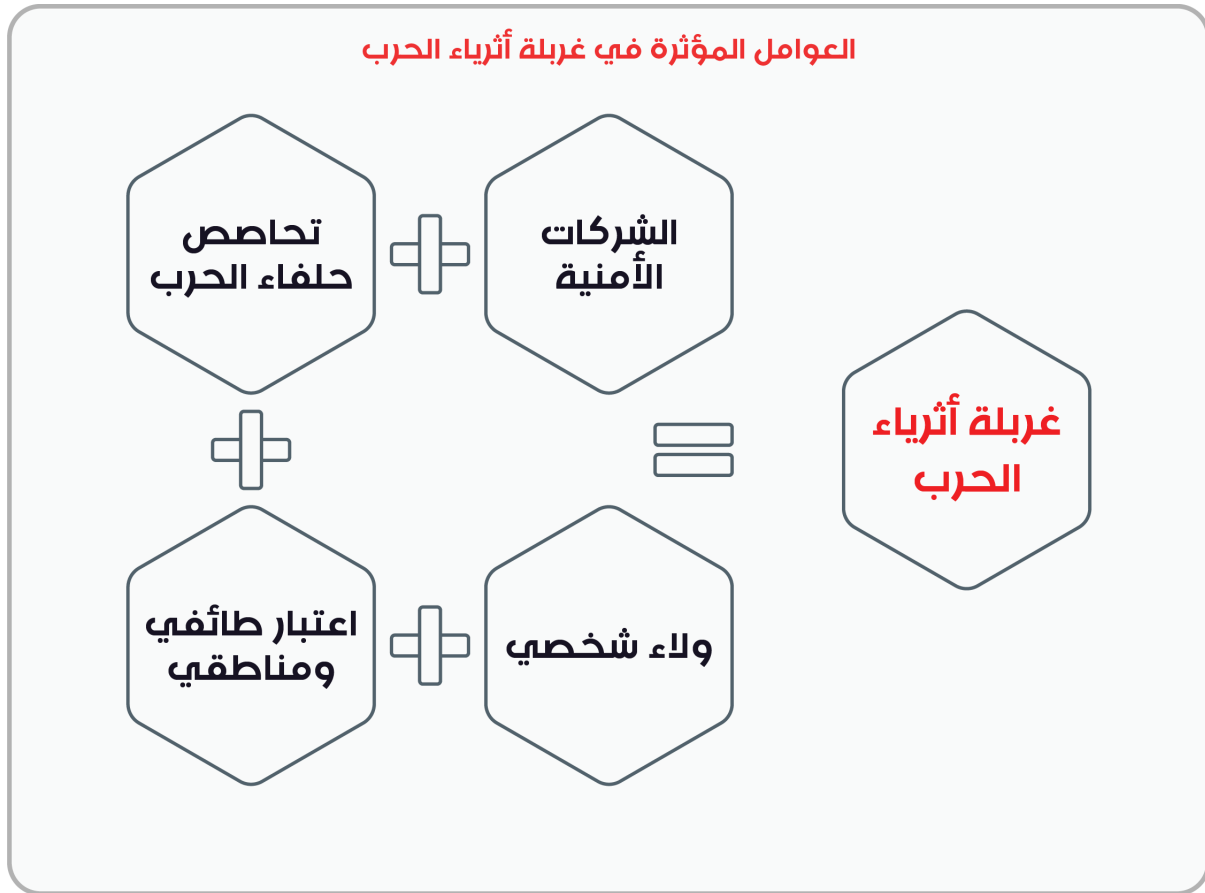 العوامل المؤثرة في غربلة أثرياء الحرب
الشركات
الأمنية
تحاصص
حلفاء الحرب
غربلة أثرياء
الحرب
ولاء شخصي
اعتبار طائفي
ومناطقي